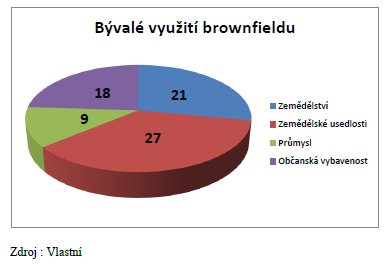 Bývalé využití brownfieldu
18
21
9
27
Zemědělství
Zemědělské usedlosti
Průmysl
Občanská vybavenost
Zdroj : Vlastní